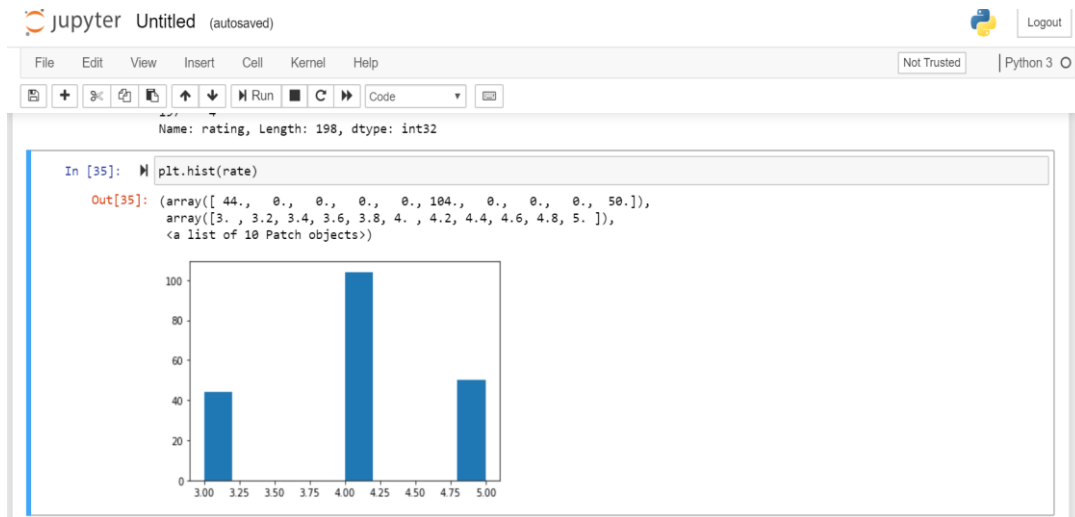 jupyter Untitled (autosaved)
Logout
File Edit View Insert Cell Kernel Help
Not Trusted
Python 3
Run
Code
Name: rating, Length: 198, dtype: int32
In [35]: plt.hist(rate)
Out[35]: (array([ 44., 0., 0., 0., 0., 104., 0., 0., 0., 50.]),
array([3. , 3.2, 3.4, 3.6, 3.8, 4. , 4.2, 4.4, 4.6, 4.8, 5. ]),
<a list of 10 Patch objects>)
100
80
60
40
20
0
3.00 3.25 3.50 3.75 4.00 4.25 4.50 4.75 5.00